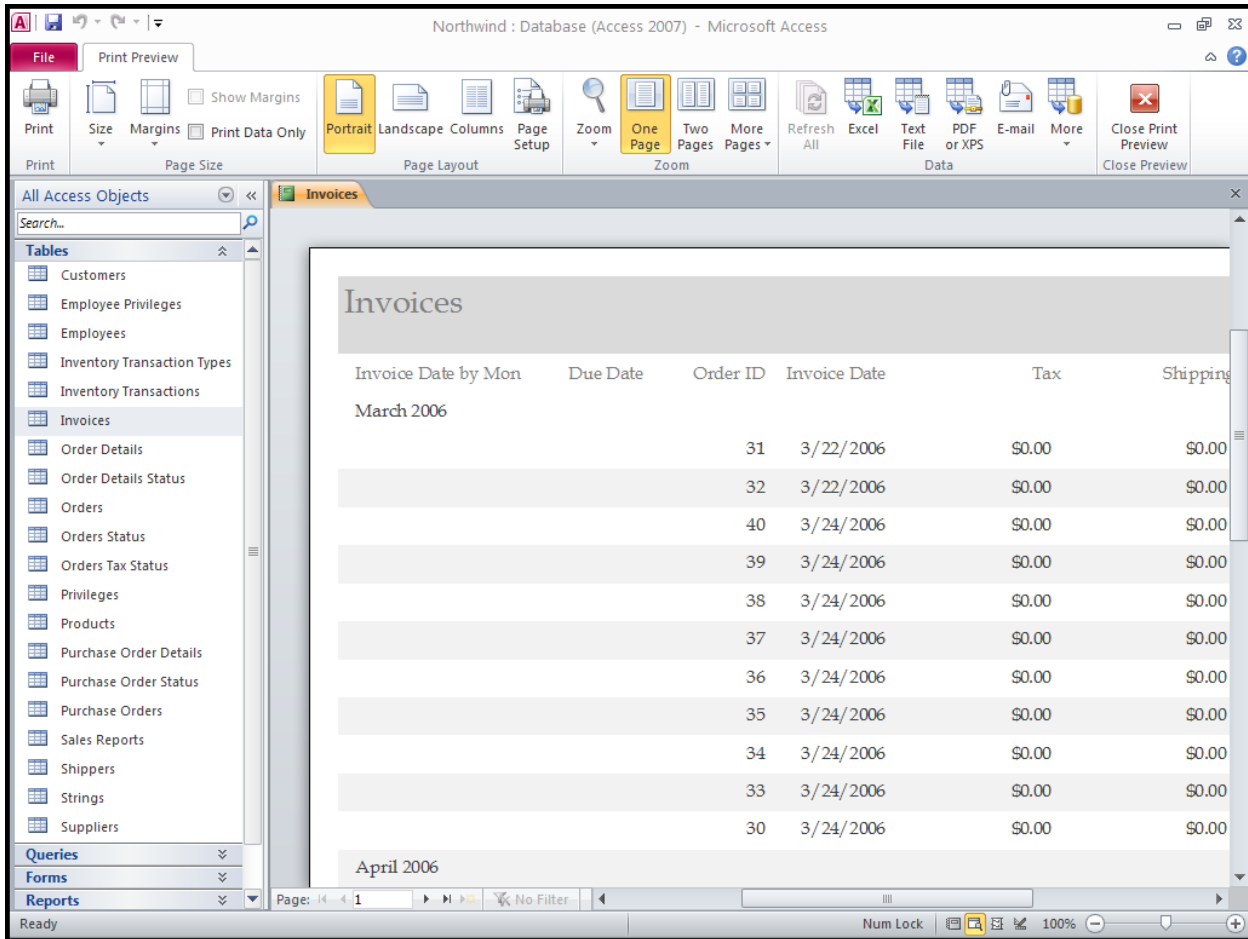 Northwind : Database (Access 2007) - Microsoft Access
File Print Preview
Print Size Margins Show Margins Print Data Only Portrait Landscape Columns Page Setup Zoom One Page Two Pages More Pages Refresh All Excel Text File PDF or XPS E-mail More Close Print Preview
Print Page Size Page Layout Zoom Data Close Preview
All Access Objects
Search...
Tables
Customers
Employee Privileges
Employees
Inventory Transaction Types
Inventory Transactions
Invoices
Order Details
Order Details Status
Orders
Orders Status
Orders Tax Status
Privileges
Products
Purchase Order Details
Purchase Order Status
Purchase Orders
Sales Reports
Shippers
Strings
Suppliers
Queries
Forms
Reports
Invoices
Invoices
Invoice Date by Mon Due Date Order ID Invoice Date Tax Shipping
March 2006
31 3/22/2006 $0.00 $0.00
32 3/22/2006 $0.00 $0.00
40 3/24/2006 $0.00 $0.00
39 3/24/2006 $0.00 $0.00
38 3/24/2006 $0.00 $0.00
37 3/24/2006 $0.00 $0.00
36 3/24/2006 $0.00 $0.00
35 3/24/2006 $0.00 $0.00
34 3/24/2006 $0.00 $0.00
33 3/24/2006 $0.00 $0.00
30 3/24/2006 $0.00 $0.00
April 2006
Page: 1 No Filter
Ready Num Lock 100%